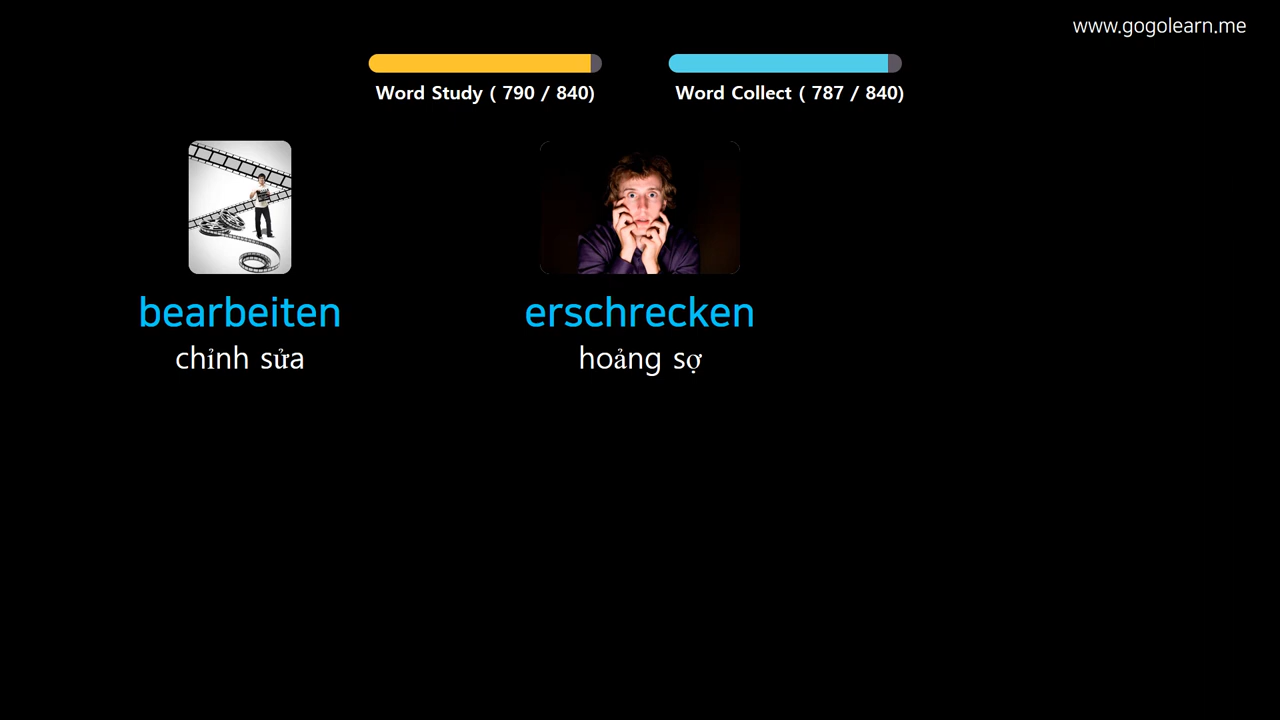 www.gogolearn.me
Word Study ( 790 / 840)
Word Collect ( 787 / 840)
bearbeiten
chỉnh sửa
erschrecken
hoảng sợ